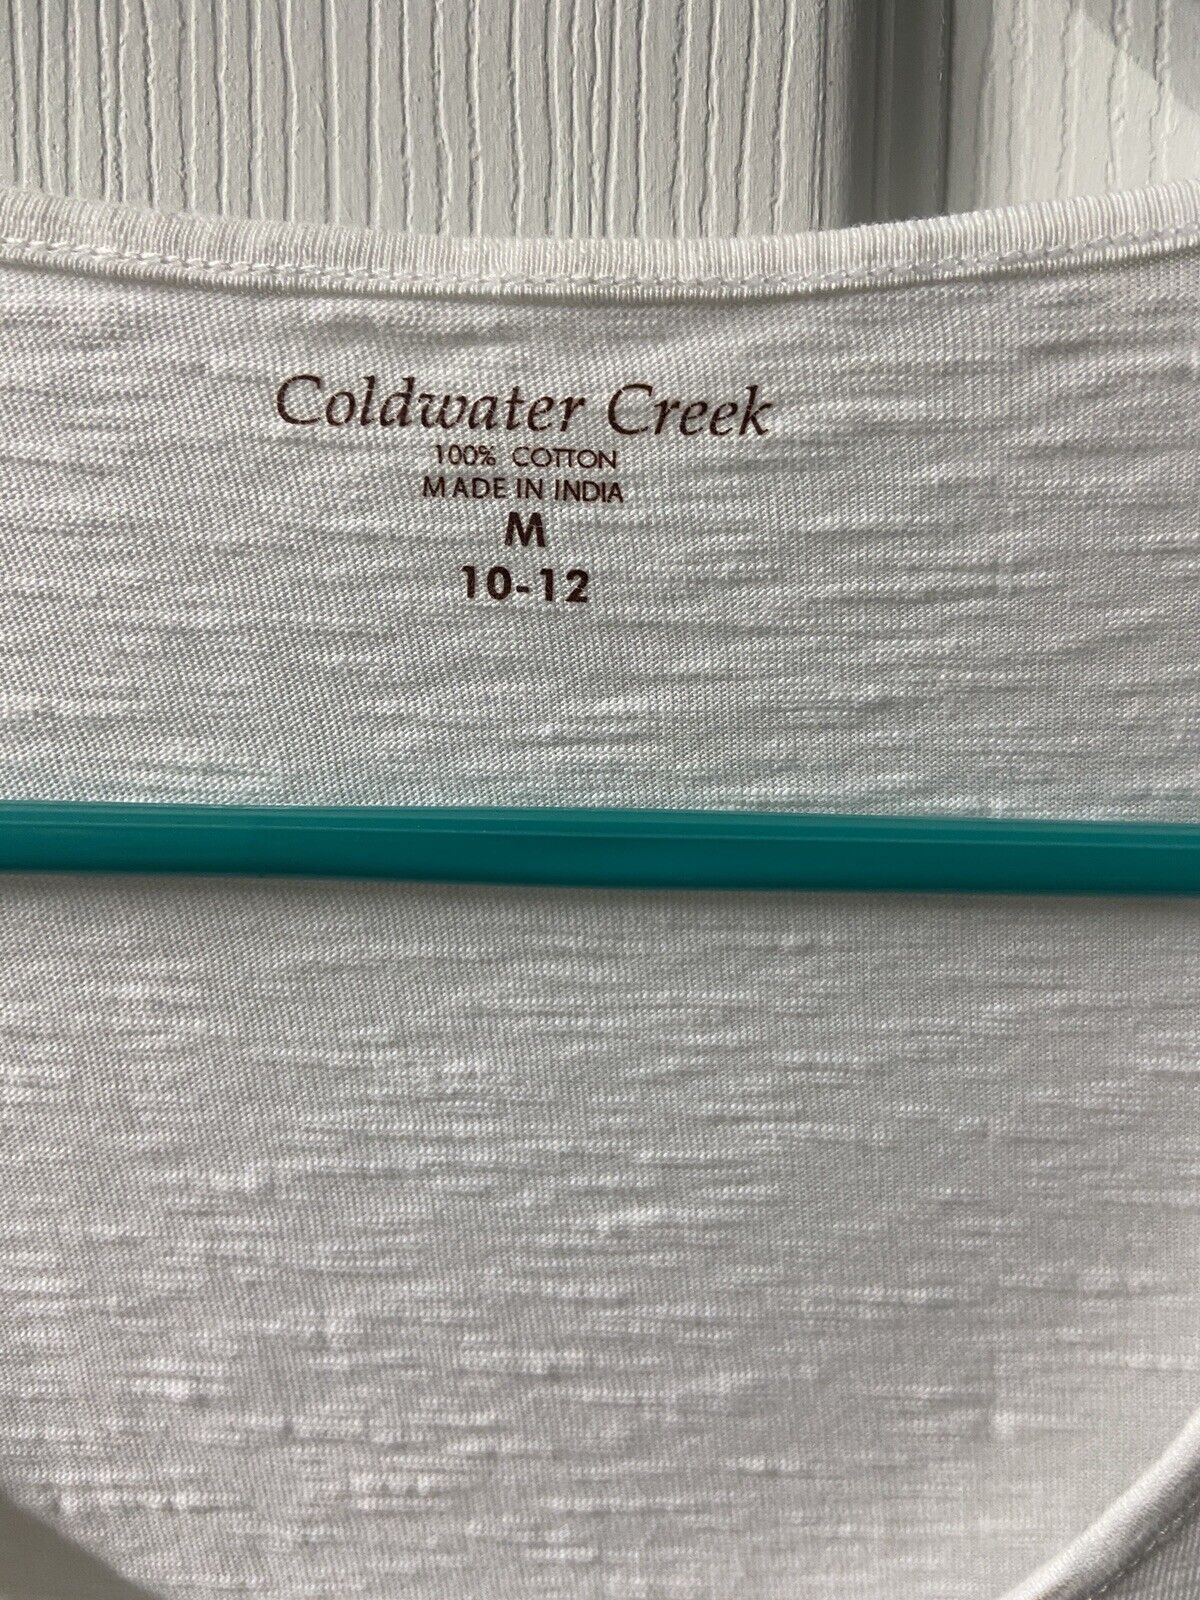 Coldwater Creek
100% COTTON
MADE IN INDIA
M
10-12